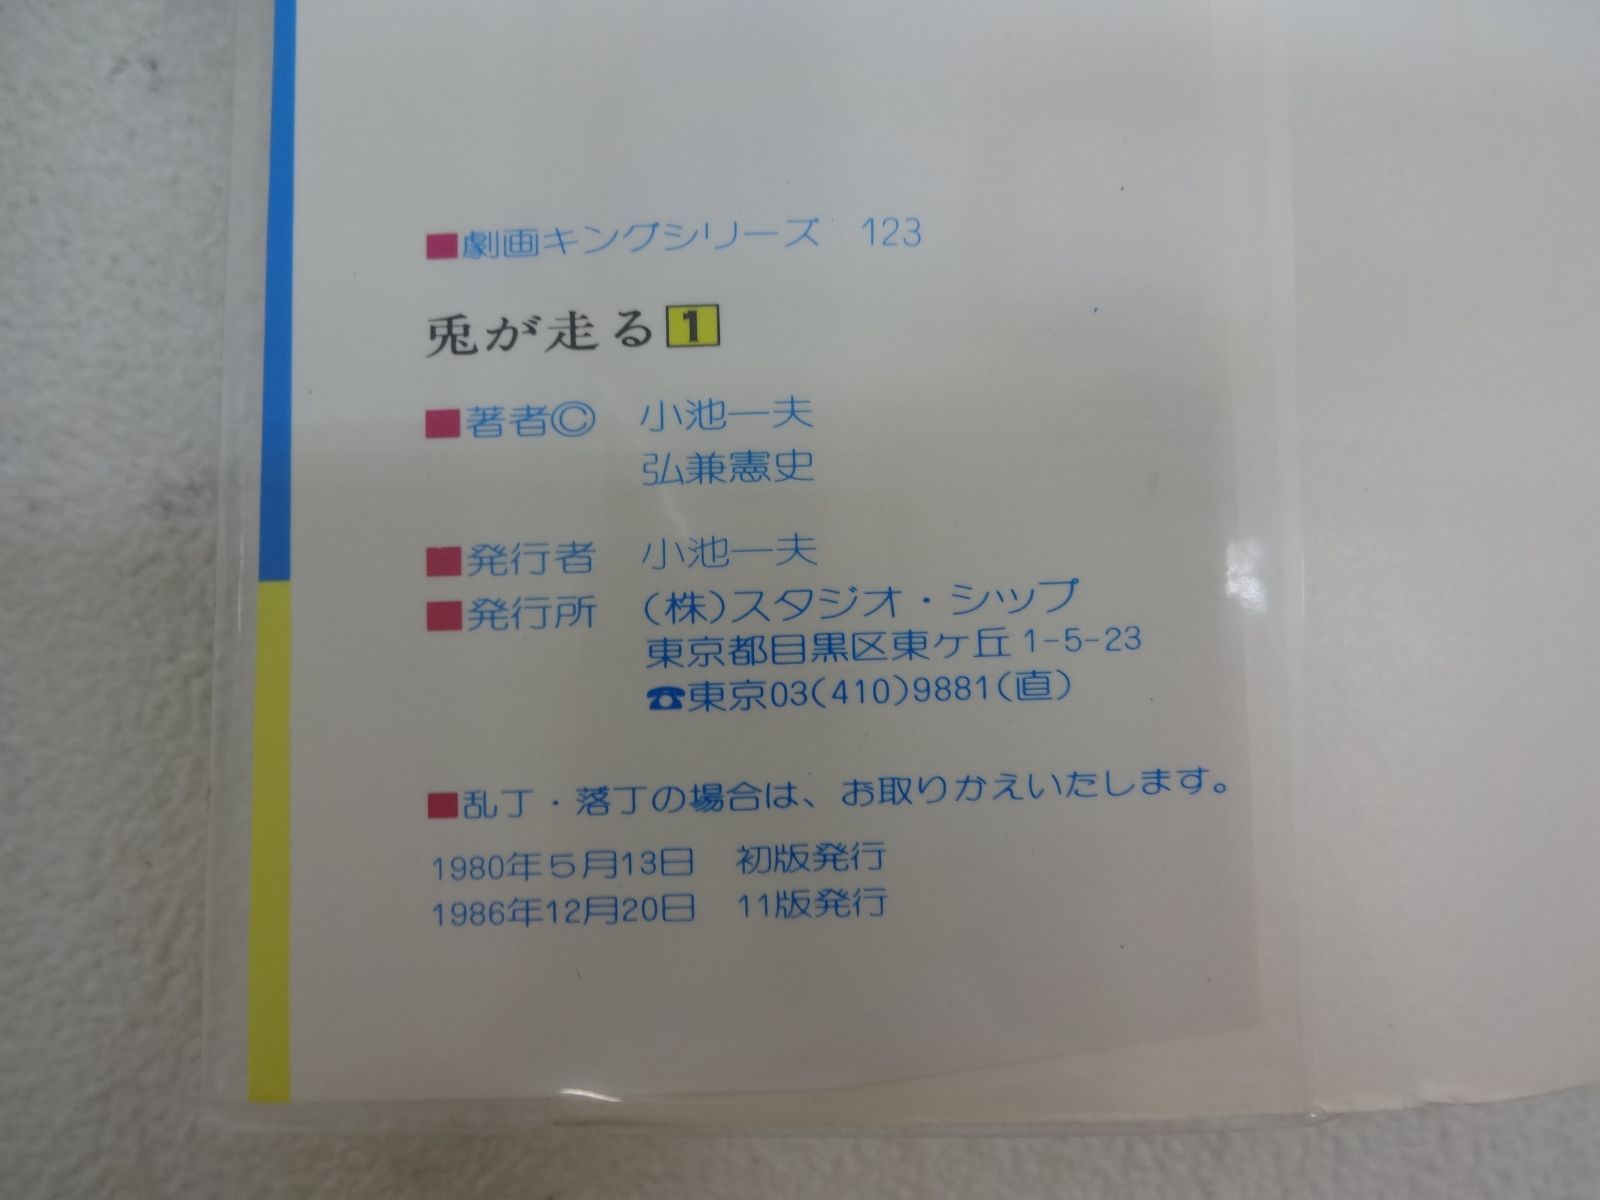 ■劇画キングシリーズ 123
兎が走る 1
■著者© 小池一夫
弘兼憲史
■発行者 小池一夫
■発行所 (株)スタジオ・シップ
東京都目黒区東ケ丘1-5-23
☎東京03(410)9881(直)
■乱丁・落丁の場合は、お取りかえいたします。
1980年5月13日 初版発行
1986年12月20日 11版発行